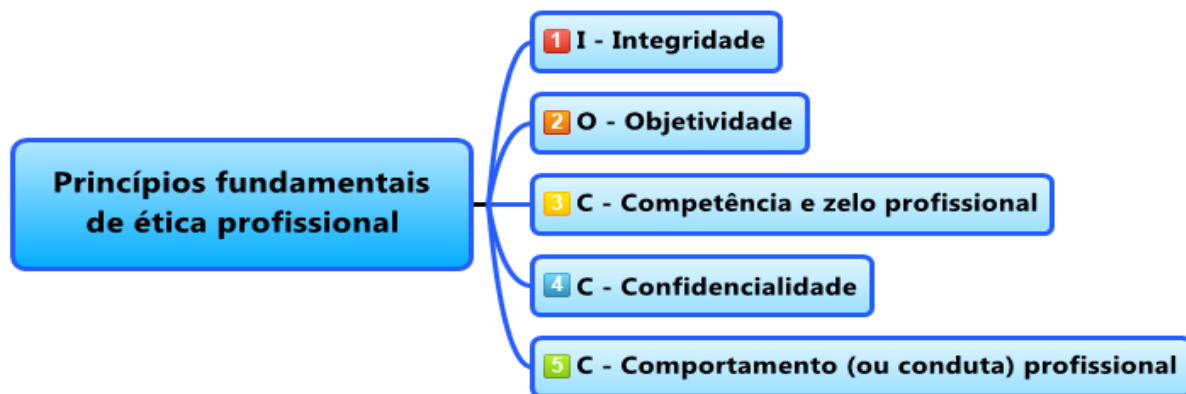 Princípios fundamentais
de ética profissional
1 I - Integridade
2 O - Objetividade
3 C - Competência e zelo profissional
4 C - Confidencialidade
5 C - Comportamento (ou conduta) profissional